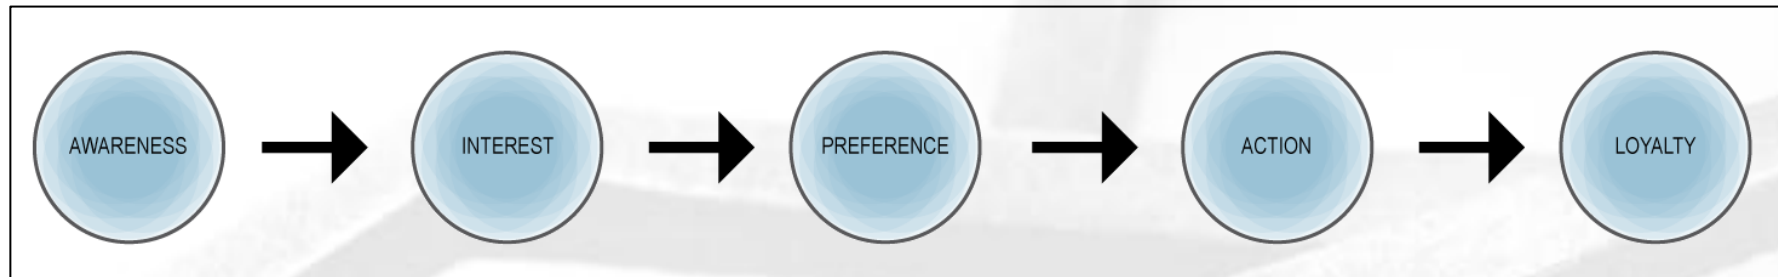 AWARENESS
INTEREST
PREFERENCE
ACTION
LOYALTY